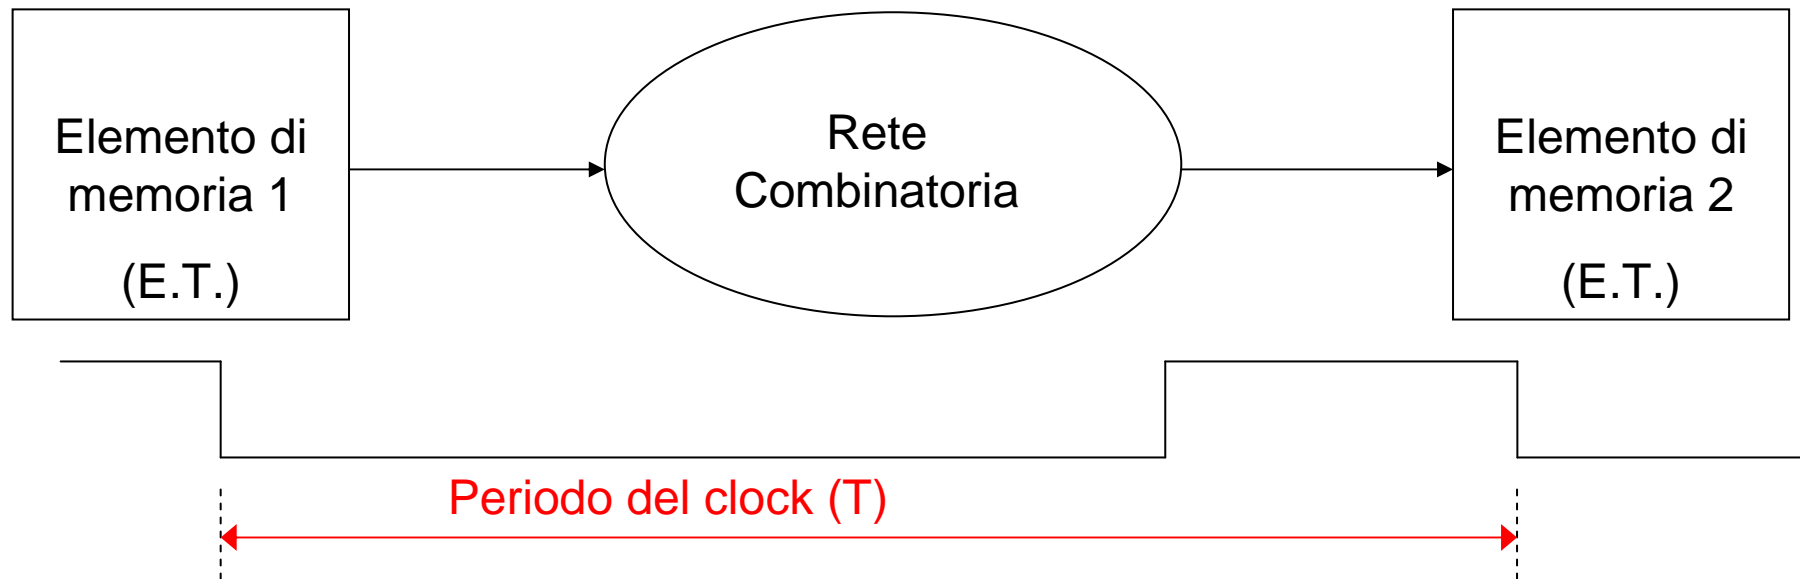 Elemento di
memoria 1
(E.T.)
Rete
Combinatoria
Elemento di
memoria 2
(E.T.)
Periodo del clock (T)